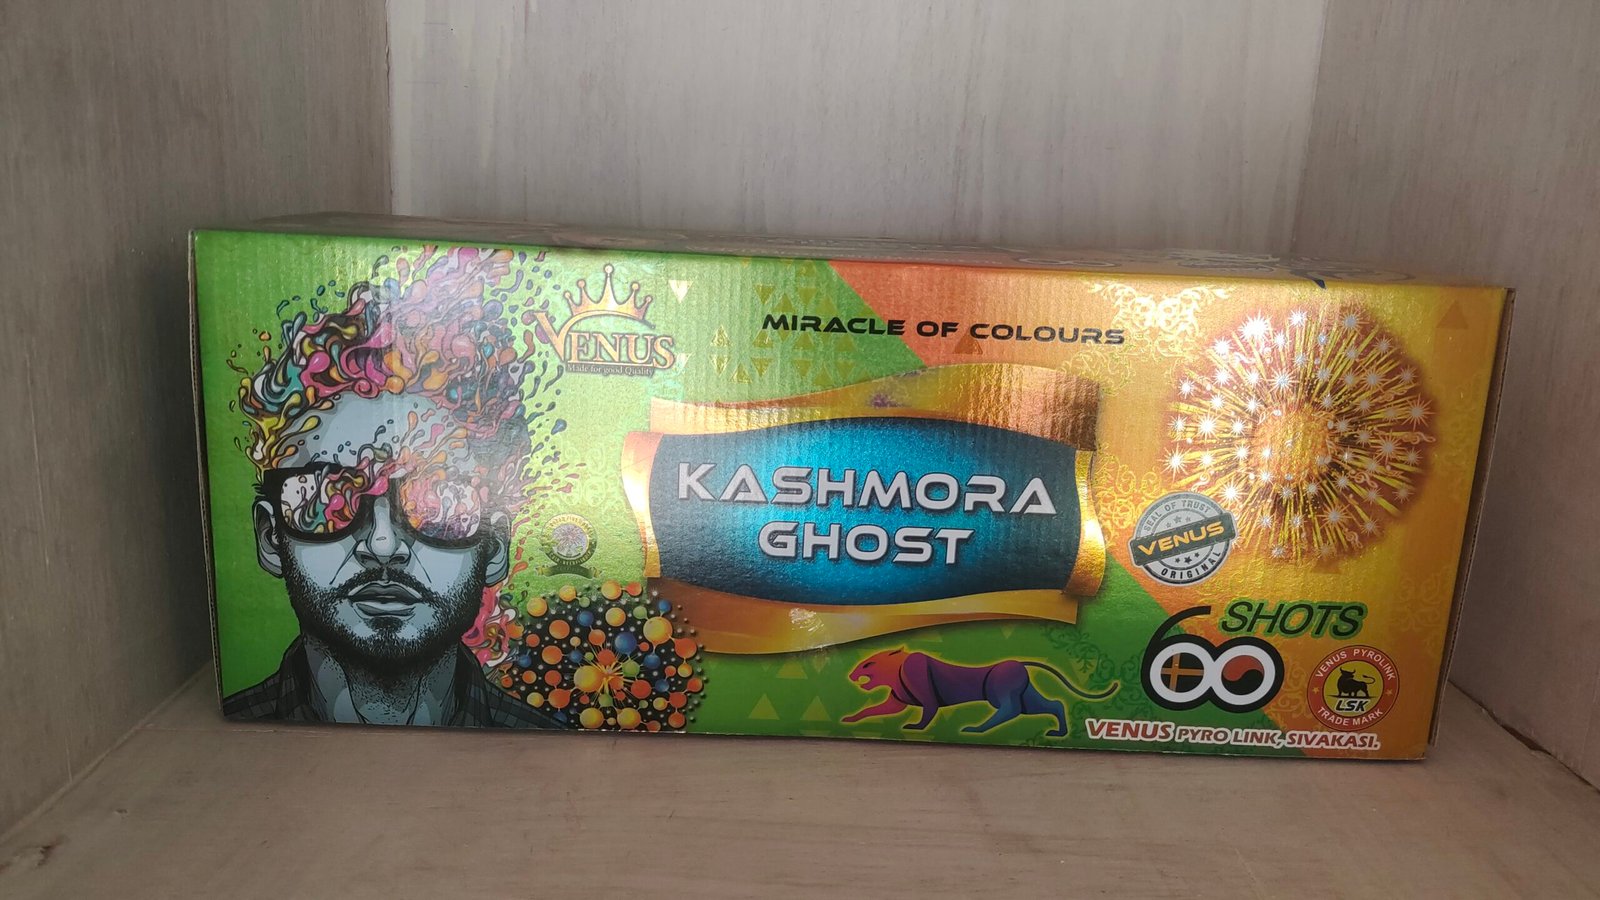 VENUS
Made for good Quality
MIRACLE OF COLOURS
KASHMORA
GHOST
SEAL OF TRUST
VENUS
ORIGINAL
60 SHOTS
VENUS PYROLINK
LSK
TRADE MARK
VENUS PYRO LINK, SIVAKASI.